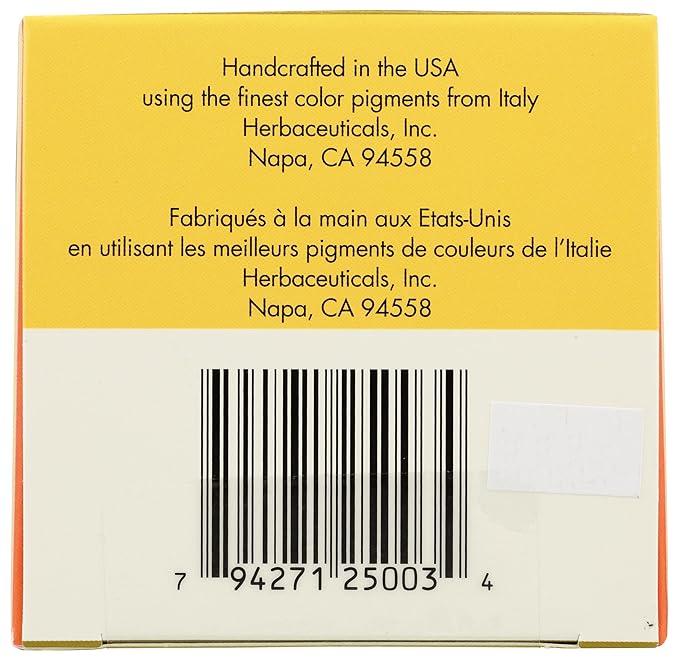 Handcrafted in the USA
using the finest color pigments from Italy
Herbaceuticals, Inc.
Napa, CA 94558
Fabriqués à la main aux Etats-Unis
en utilisant les meilleurs pigments de couleurs de l'Italie
Herbaceuticals, Inc.
Napa, CA 94558
7 94271 25003 4